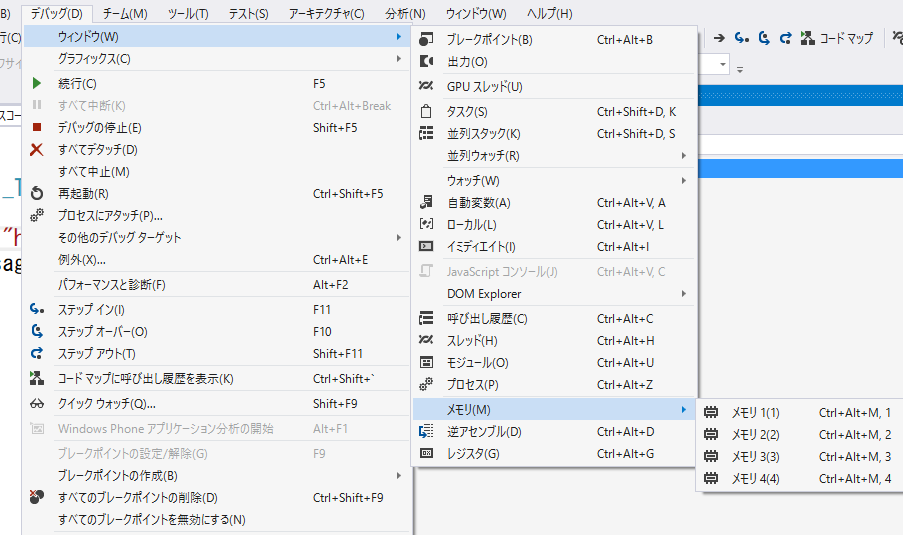 B) デバッグ(D) チーム(M) ツール(T) テスト(S) アーキテクチャ(C) 分析(N) ウィンドウ(W) ヘルプ(H)
行(C)
コード マップ
フサイ
スコー
_T
"h
sag
ウィンドウ(W)
グラフィックス(C)
続行(C) F5
すべて中断(K) Ctrl+Alt+Break
デバッグの停止(E) Shift+F5
すべてデタッチ(D)
すべて中止(M)
再起動(R) Ctrl+Shift+F5
プロセスにアタッチ(P)...
その他のデバッグ ターゲット
例外(X)... Ctrl+Alt+E
パフォーマンスと診断(F) Alt+F2
ステップ イン(I) F11
ステップ オーバー(O) F10
ステップ アウト(T) Shift+F11
コード マップに呼び出し履歴を表示(K) Ctrl+Shift+`
クイック ウォッチ(Q)... Shift+F9
Windows Phone アプリケーション分析の開始 Alt+F1
ブレークポイントの設定/解除(G) F9
ブレークポイントの作成(B)
すべてのブレークポイントの削除(D) Ctrl+Shift+F9
すべてのブレークポイントを無効にする(N)
ブレークポイント(B) Ctrl+Alt+B
出力(O)
GPU スレッド(U)
タスク(S) Ctrl+Shift+D, K
並列スタック(K) Ctrl+Shift+D, S
並列ウォッチ(R)
ウォッチ(W)
自動変数(A) Ctrl+Alt+V, A
ローカル(L) Ctrl+Alt+V, L
イミディエイト(I) Ctrl+Alt+I
JavaScript コンソール(J) Ctrl+Alt+V, C
DOM Explorer
呼び出し履歴(C) Ctrl+Alt+C
スレッド(H) Ctrl+Alt+H
モジュール(O) Ctrl+Alt+U
プロセス(P) Ctrl+Alt+Z
メモリ(M)
逆アセンブル(D) Ctrl+Alt+D
レジスタ(G) Ctrl+Alt+G
メモリ 1(1) Ctrl+Alt+M, 1
メモリ 2(2) Ctrl+Alt+M, 2
メモリ 3(3) Ctrl+Alt+M, 3
メモリ 4(4) Ctrl+Alt+M, 4